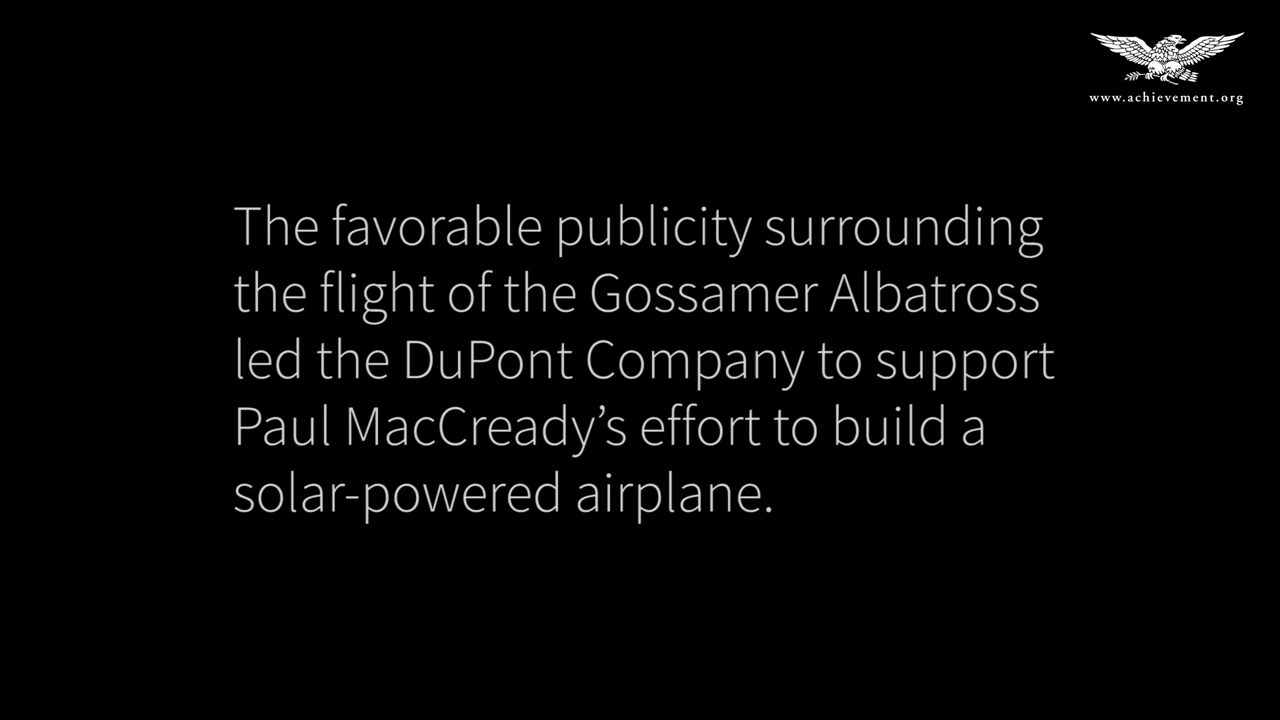 www.achievement.org
The favorable publicity surrounding
the flight of the Gossamer Albatross
led the DuPont Company to support
Paul MacCready’s effort to build a
solar-powered airplane.